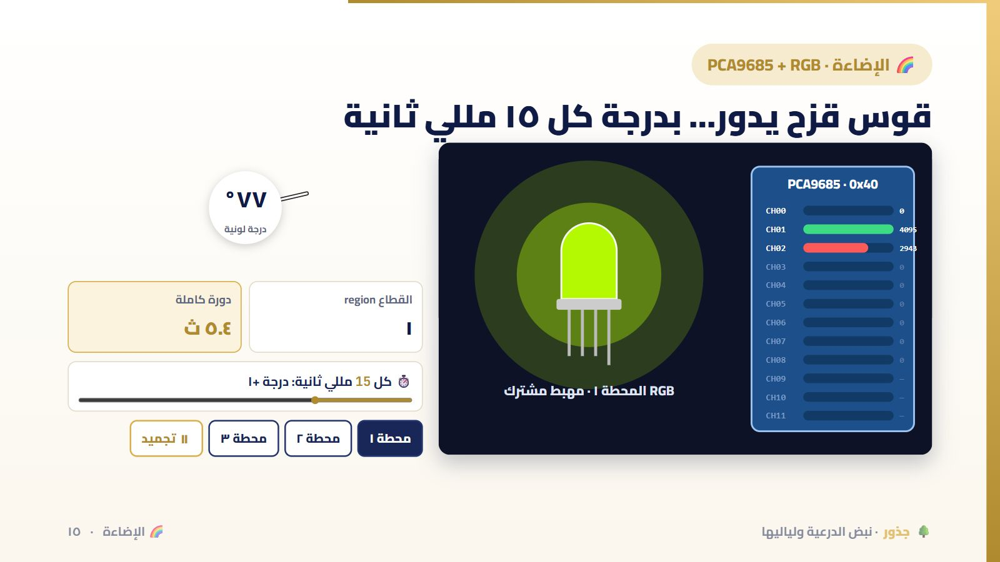 🌈 الإضاءة · PCA9685 + RGB
قوس قزح يدور... بدرجة كل ١٥ مللي ثانية
PCA9685 · 0x40
CH00 0
CH01 4095
CH02 2943
CH03 0
CH04 0
CH05 0
CH06 0
CH07 0
CH08 0
CH09 —
CH10 —
CH11 —
RGB المحطة ١ · مهبط مشترك
٧٧°
درجة لونية
القطاع region
١
دورة كاملة
٥.٤ ث
⏱ كل 15 مللي ثانية: درجة +١
محطة ١
محطة ٢
محطة ٣
⏸ تجميد
🌳 جذور · نبض الدرعية ولياليها
🌈 الإضاءة · ١٥